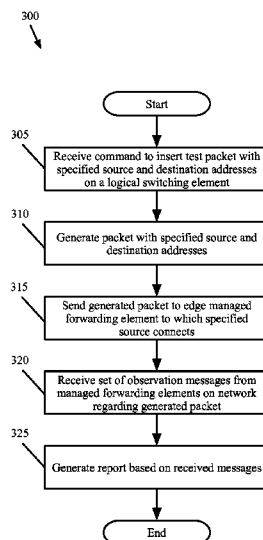 300
Start
305
Receive command to insert test packet with
specified source and destination addresses
on a logical switching element
310
Generate packet with specified source and
destination addresses
315
Send generated packet to edge managed
forwarding element to which specified
source connects
320
Receive set of observation messages from
managed forwarding elements on network
regarding generated packet
325
Generate report based on received messages
End